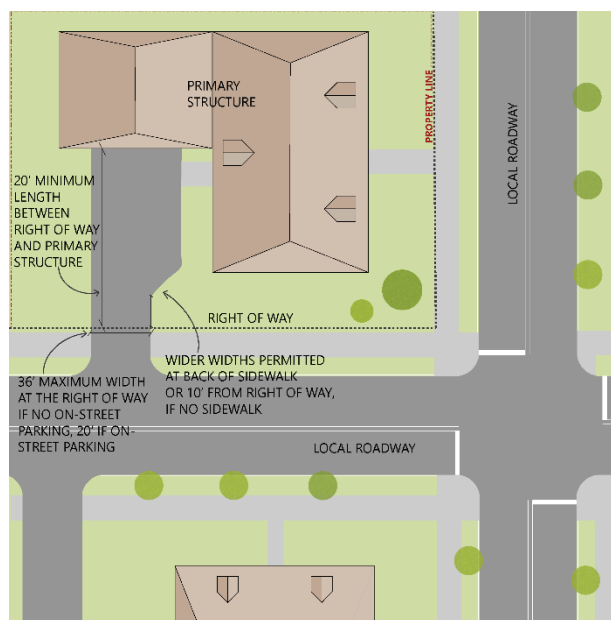 PRIMARY
STRUCTURE
PROPERTY LINE
LOCAL ROADWAY
20' MINIMUM
LENGTH
BETWEEN
RIGHT OF WAY
AND PRIMARY
STRUCTURE
RIGHT OF WAY
WIDER WIDTHS PERMITTED
AT BACK OF SIDEWALK
OR 10' FROM RIGHT OF WAY,
IF NO SIDEWALK
36' MAXIMUM WIDTH
AT THE RIGHT OF WAY
IF NO ON-STREET
PARKING, 20' IF ON-
STREET PARKING
LOCAL ROADWAY